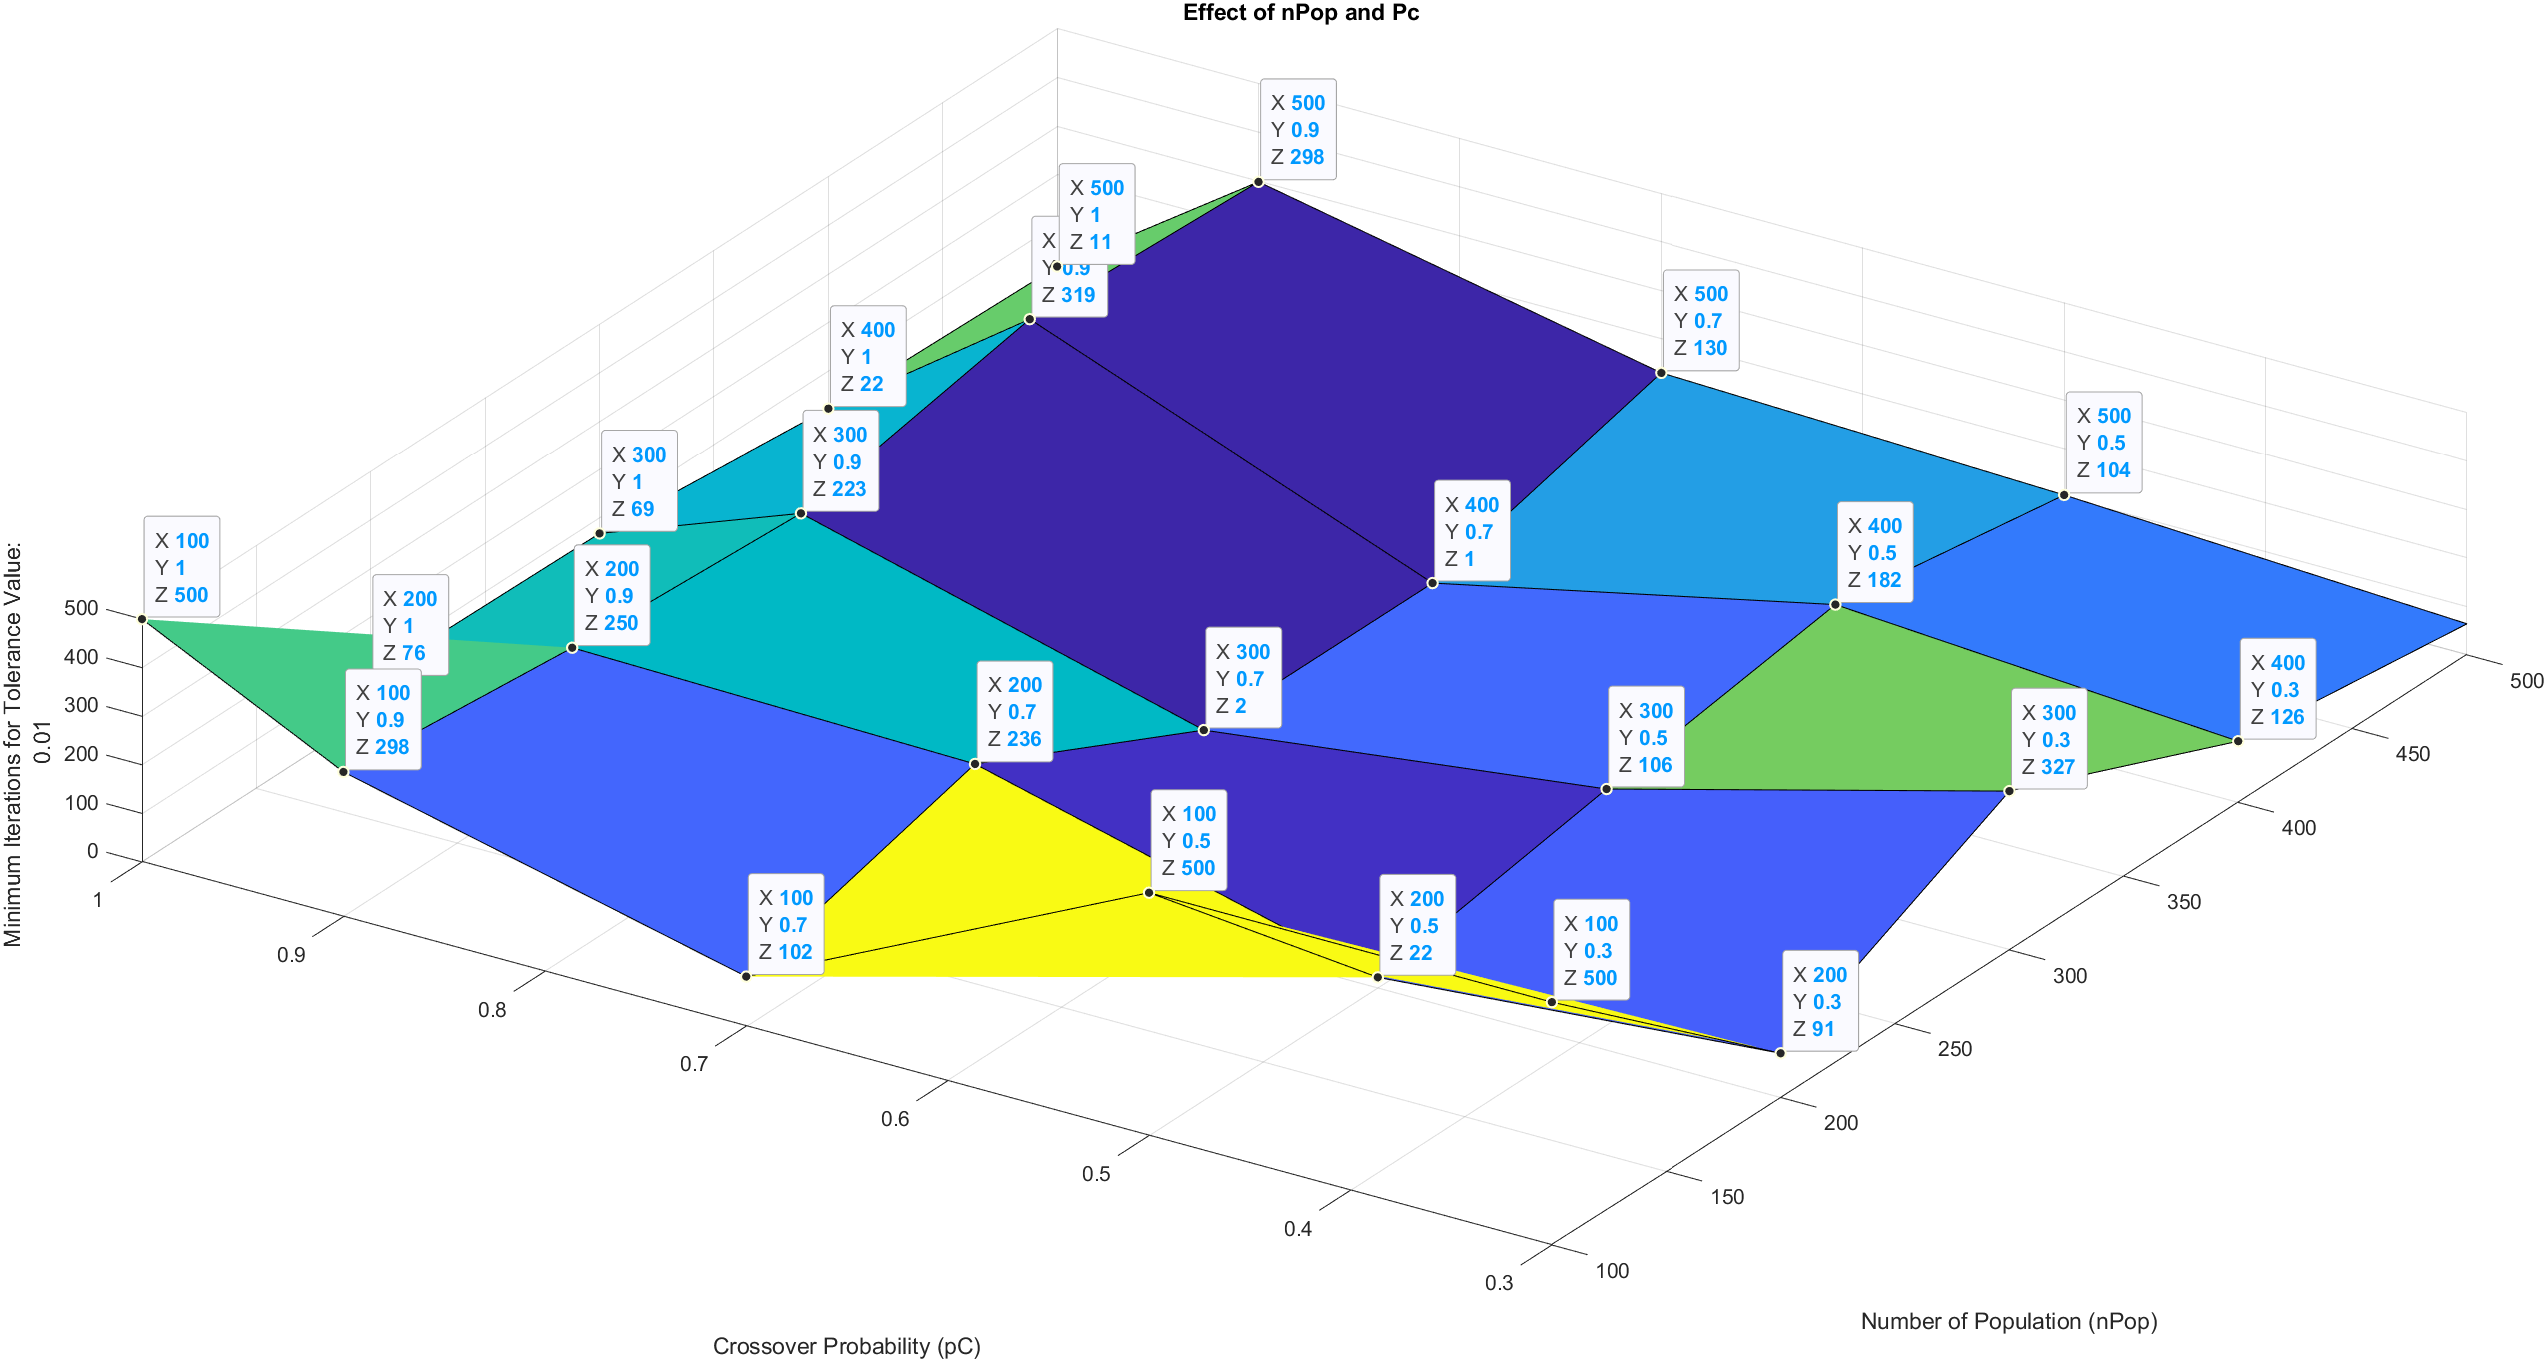 Effect of nPop and Pc
X 500
Y 0.9
Z 298
X 500
Y 1
Z 11
X
Y 0.9
Z 319
X 500
Y 0.7
Z 130
X 400
Y 1
Z 22
X 500
Y 0.5
Z 104
X 300
Y 0.9
Z 223
X 300
Y 1
Z 69
X 400
Y 0.7
Z 1
X 400
Y 0.5
Z 182
X 100
Y 1
Z 500
X 200
Y 0.9
Z 250
X 200
Y 1
Z 76
X 300
Y 0.7
Z 2
X 400
Y 0.3
Z 126
X 200
Y 0.7
Z 236
X 100
Y 0.9
Z 298
X 300
Y 0.5
Z 106
X 300
Y 0.3
Z 327
X 100
Y 0.5
Z 500
X 100
Y 0.7
Z 102
X 200
Y 0.5
Z 22
X 100
Y 0.3
Z 500
X 200
Y 0.3
Z 91
Minimum Iterations for Tolerance Value:
0.01
500
400
300
200
100
0
1
0.9
0.8
0.7
0.6
0.5
0.4
0.3
Crossover Probability (pC)
500
450
400
350
300
250
200
150
100
Number of Population (nPop)